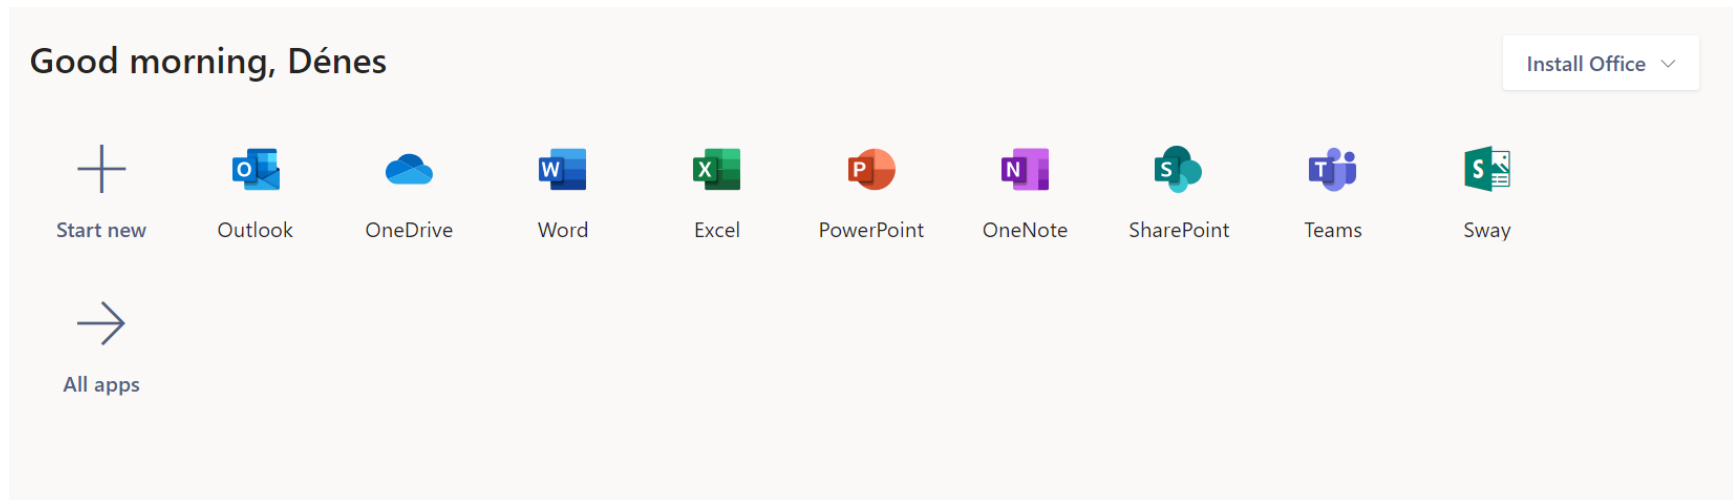 Good morning, Dénes
Install Office
Start new
Outlook
OneDrive
Word
Excel
PowerPoint
OneNote
SharePoint
Teams
Sway
All apps